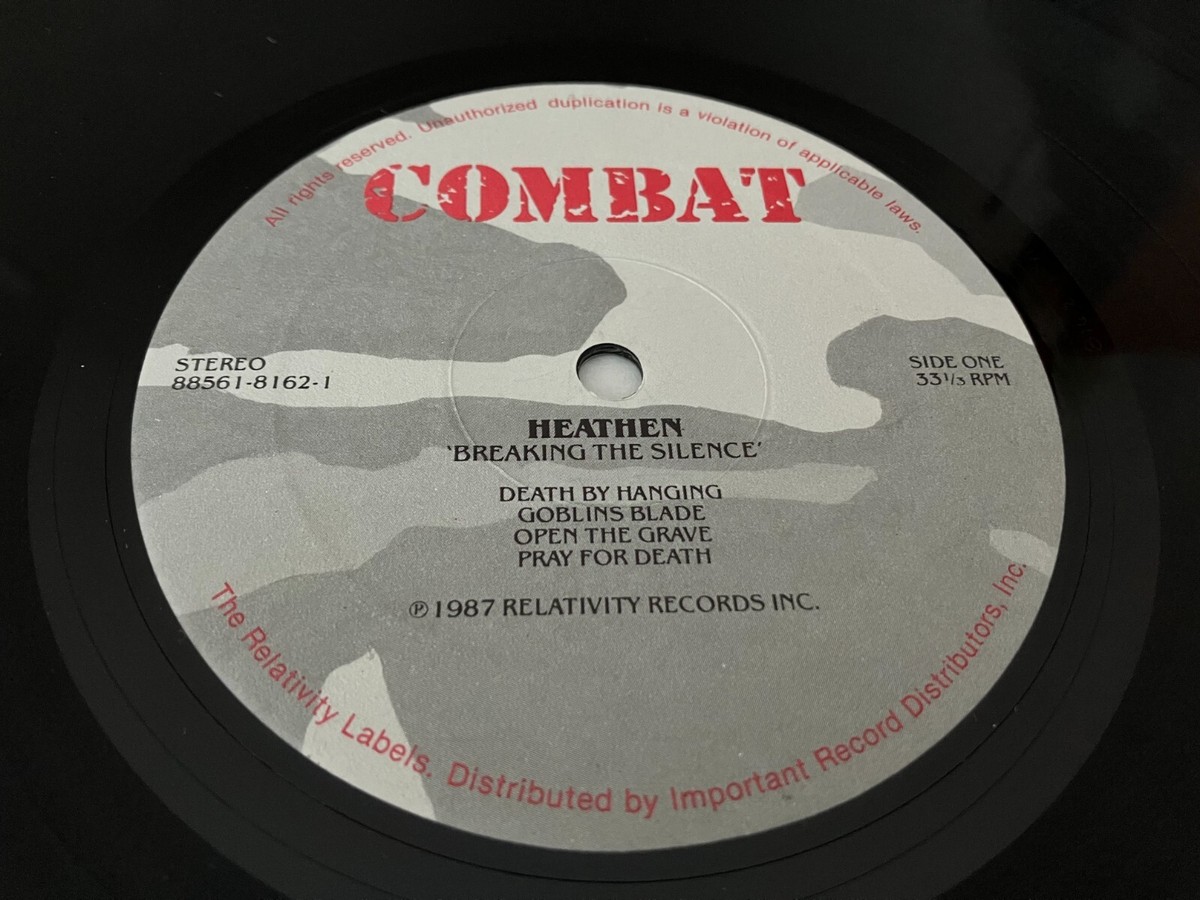 All rights reserved. Unauthorized duplication is a violation of applicable laws.
COMBAT
STEREO
88561-8162-1
SIDE ONE
33 1/3 RPM
HEATHEN
'BREAKING THE SILENCE'
DEATH BY HANGING
GOBLINS BLADE
OPEN THE GRAVE
PRAY FOR DEATH
℗ 1987 RELATIVITY RECORDS INC.
The Relativity Labels. Distributed by Important Record Distributors, Inc.